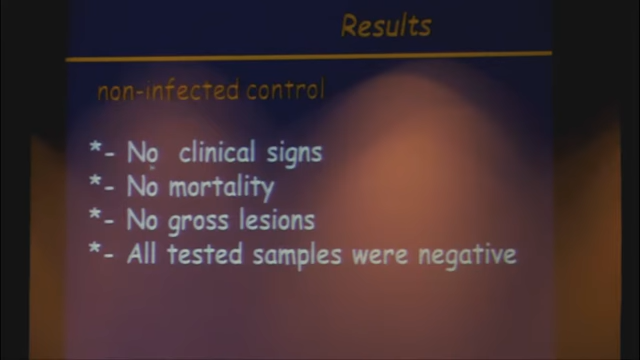 Results
non-infected control
*- No clinical signs
*- No mortality
*- No gross lesions
*- All tested samples were negative